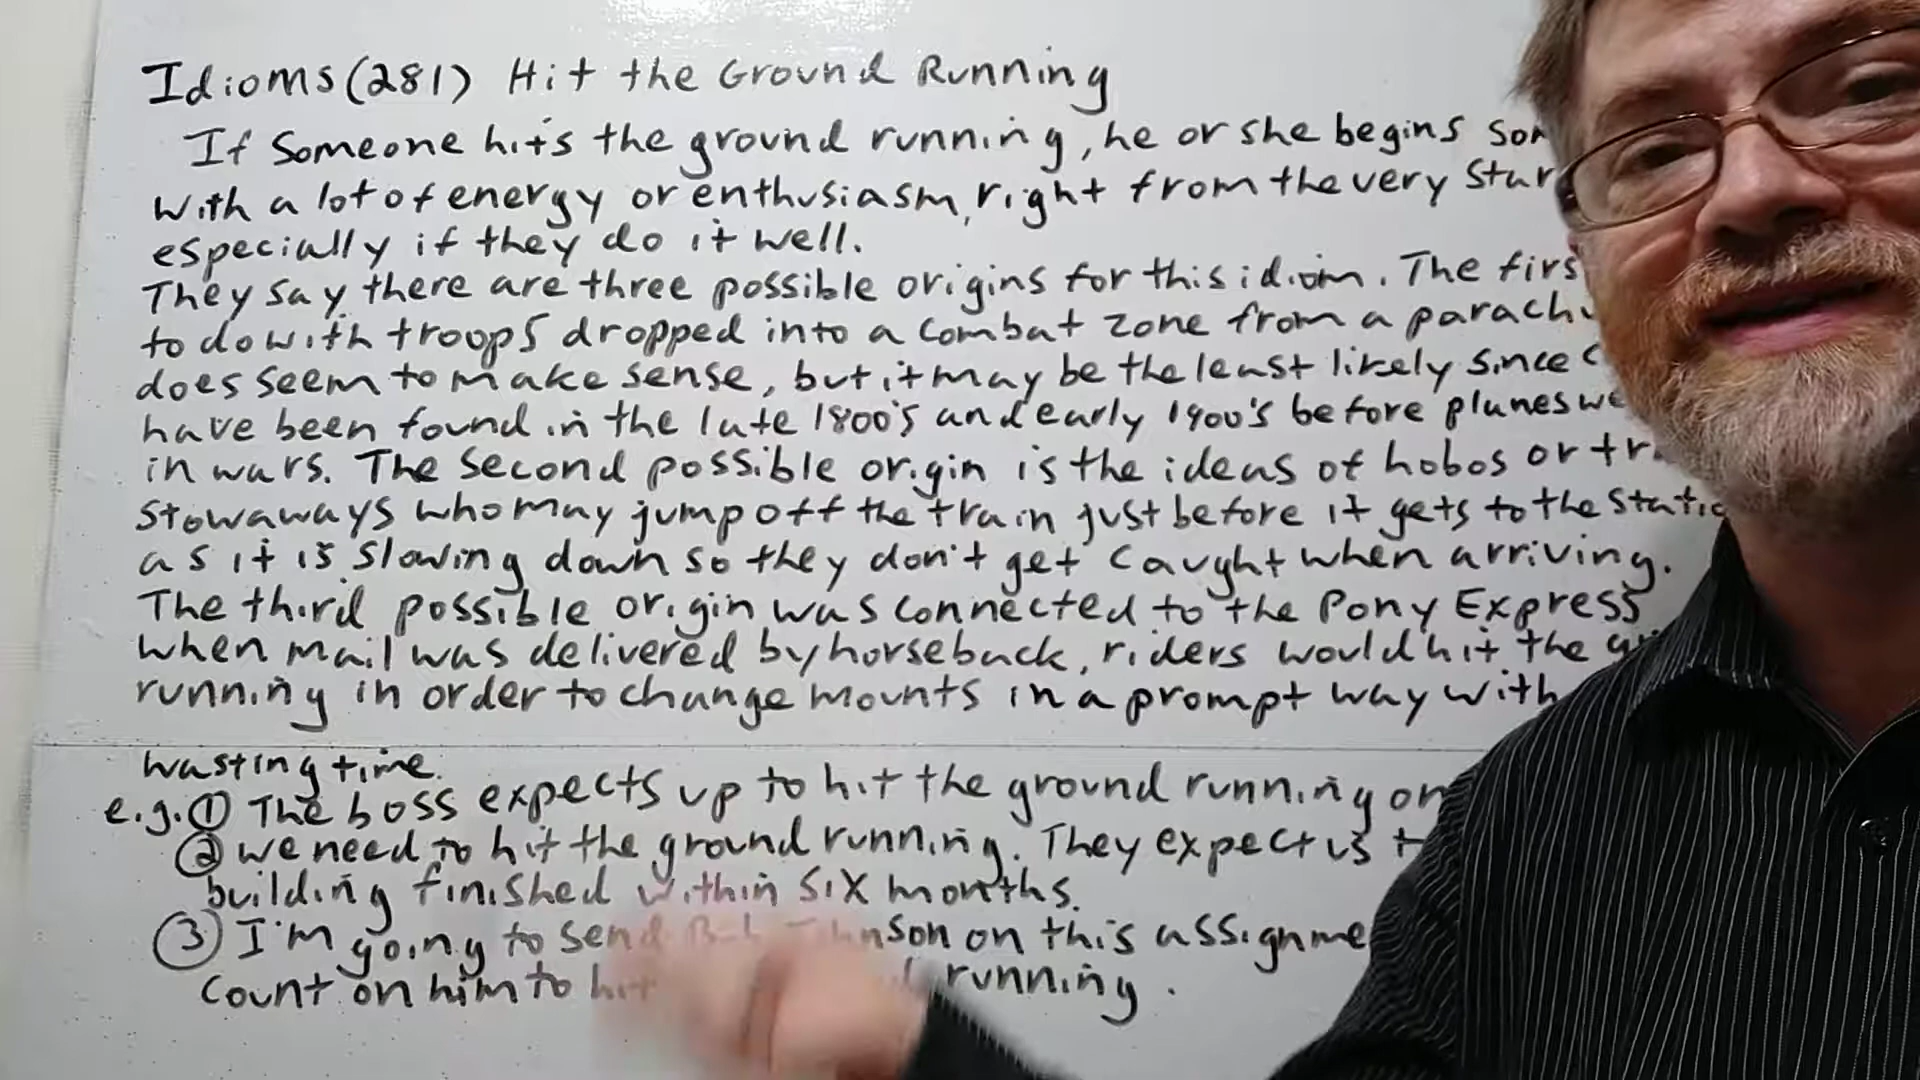 Idioms(281) Hit the Ground Running
If someone hits the ground running, he or she begins
with a lot of energy or enthusiasm, right from the very
especially if they do it well.
They say there are three possible origins for this idiom. The
to do with troops dropped into a combat zone from a
does seem to make sense, but it may be the least likely since
have been found in the late 1800's and early 1900's before planes
in wars. The second possible origin is the ideas of hobos or
stowaways who may jump off the train just before it gets to the
as it is slowing down so they don't get caught when arriving.
The third possible origin was connected to the Pony Express
when mail was delivered by horseback, riders would hit the
running in order to change mounts in a prompt way with
wasting time.
e.g. ① The boss expects up to hit the ground running on
② we need to hit the ground running. They expect us
building finished within six months.
③ I'm going to send on this
count on him to hit running.